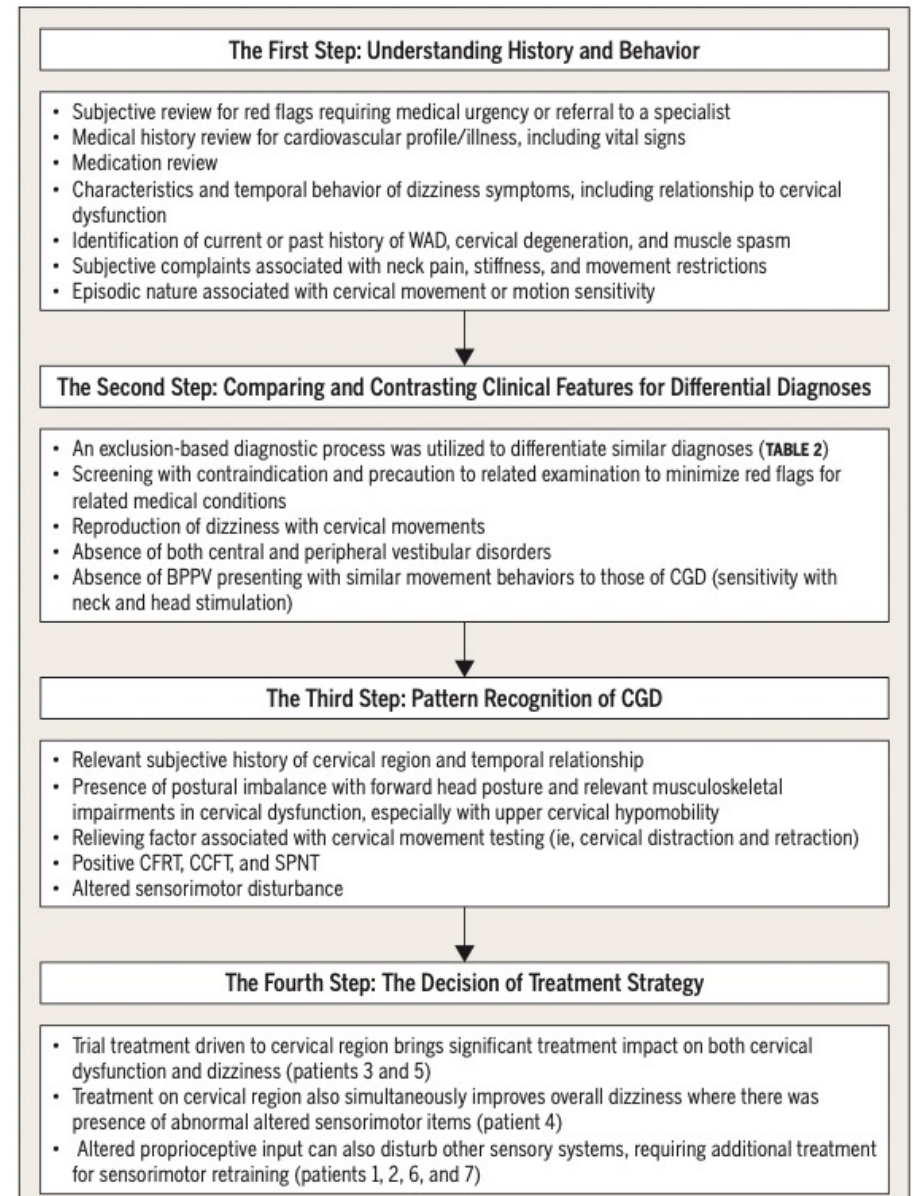 The First Step: Understanding History and Behavior
• Subjective review for red flags requiring medical urgency or referral to a specialist
• Medical history review for cardiovascular profile/illness, including vital signs
• Medication review
• Characteristics and temporal behavior of dizziness symptoms, including relationship to cervical
dysfunction
• Identification of current or past history of WAD, cervical degeneration, and muscle spasm
• Subjective complaints associated with neck pain, stiffness, and movement restrictions
• Episodic nature associated with cervical movement or motion sensitivity
The Second Step: Comparing and Contrasting Clinical Features for Differential Diagnoses
• An exclusion-based diagnostic process was utilized to differentiate similar diagnoses (TABLE 2)
• Screening with contraindication and precaution to related examination to minimize red flags for
related medical conditions
• Reproduction of dizziness with cervical movements
• Absence of both central and peripheral vestibular disorders
• Absence of BPPV presenting with similar movement behaviors to those of CGD (sensitivity with
neck and head stimulation)
The Third Step: Pattern Recognition of CGD
• Relevant subjective history of cervical region and temporal relationship
• Presence of postural imbalance with forward head posture and relevant musculoskeletal
impairments in cervical dysfunction, especially with upper cervical hypomobility
• Relieving factor associated with cervical movement testing (ie, cervical distraction and retraction)
• Positive CFRT, CCFT, and SPNT
• Altered sensorimotor disturbance
The Fourth Step: The Decision of Treatment Strategy
• Trial treatment driven to cervical region brings significant treatment impact on both cervical
dysfunction and dizziness (patients 3 and 5)
• Treatment on cervical region also simultaneously improves overall dizziness where there was
presence of abnormal altered sensorimotor items (patient 4)
• Altered proprioceptive input can also disturb other sensory systems, requiring additional treatment
for sensorimotor retraining (patients 1, 2, 6, and 7)